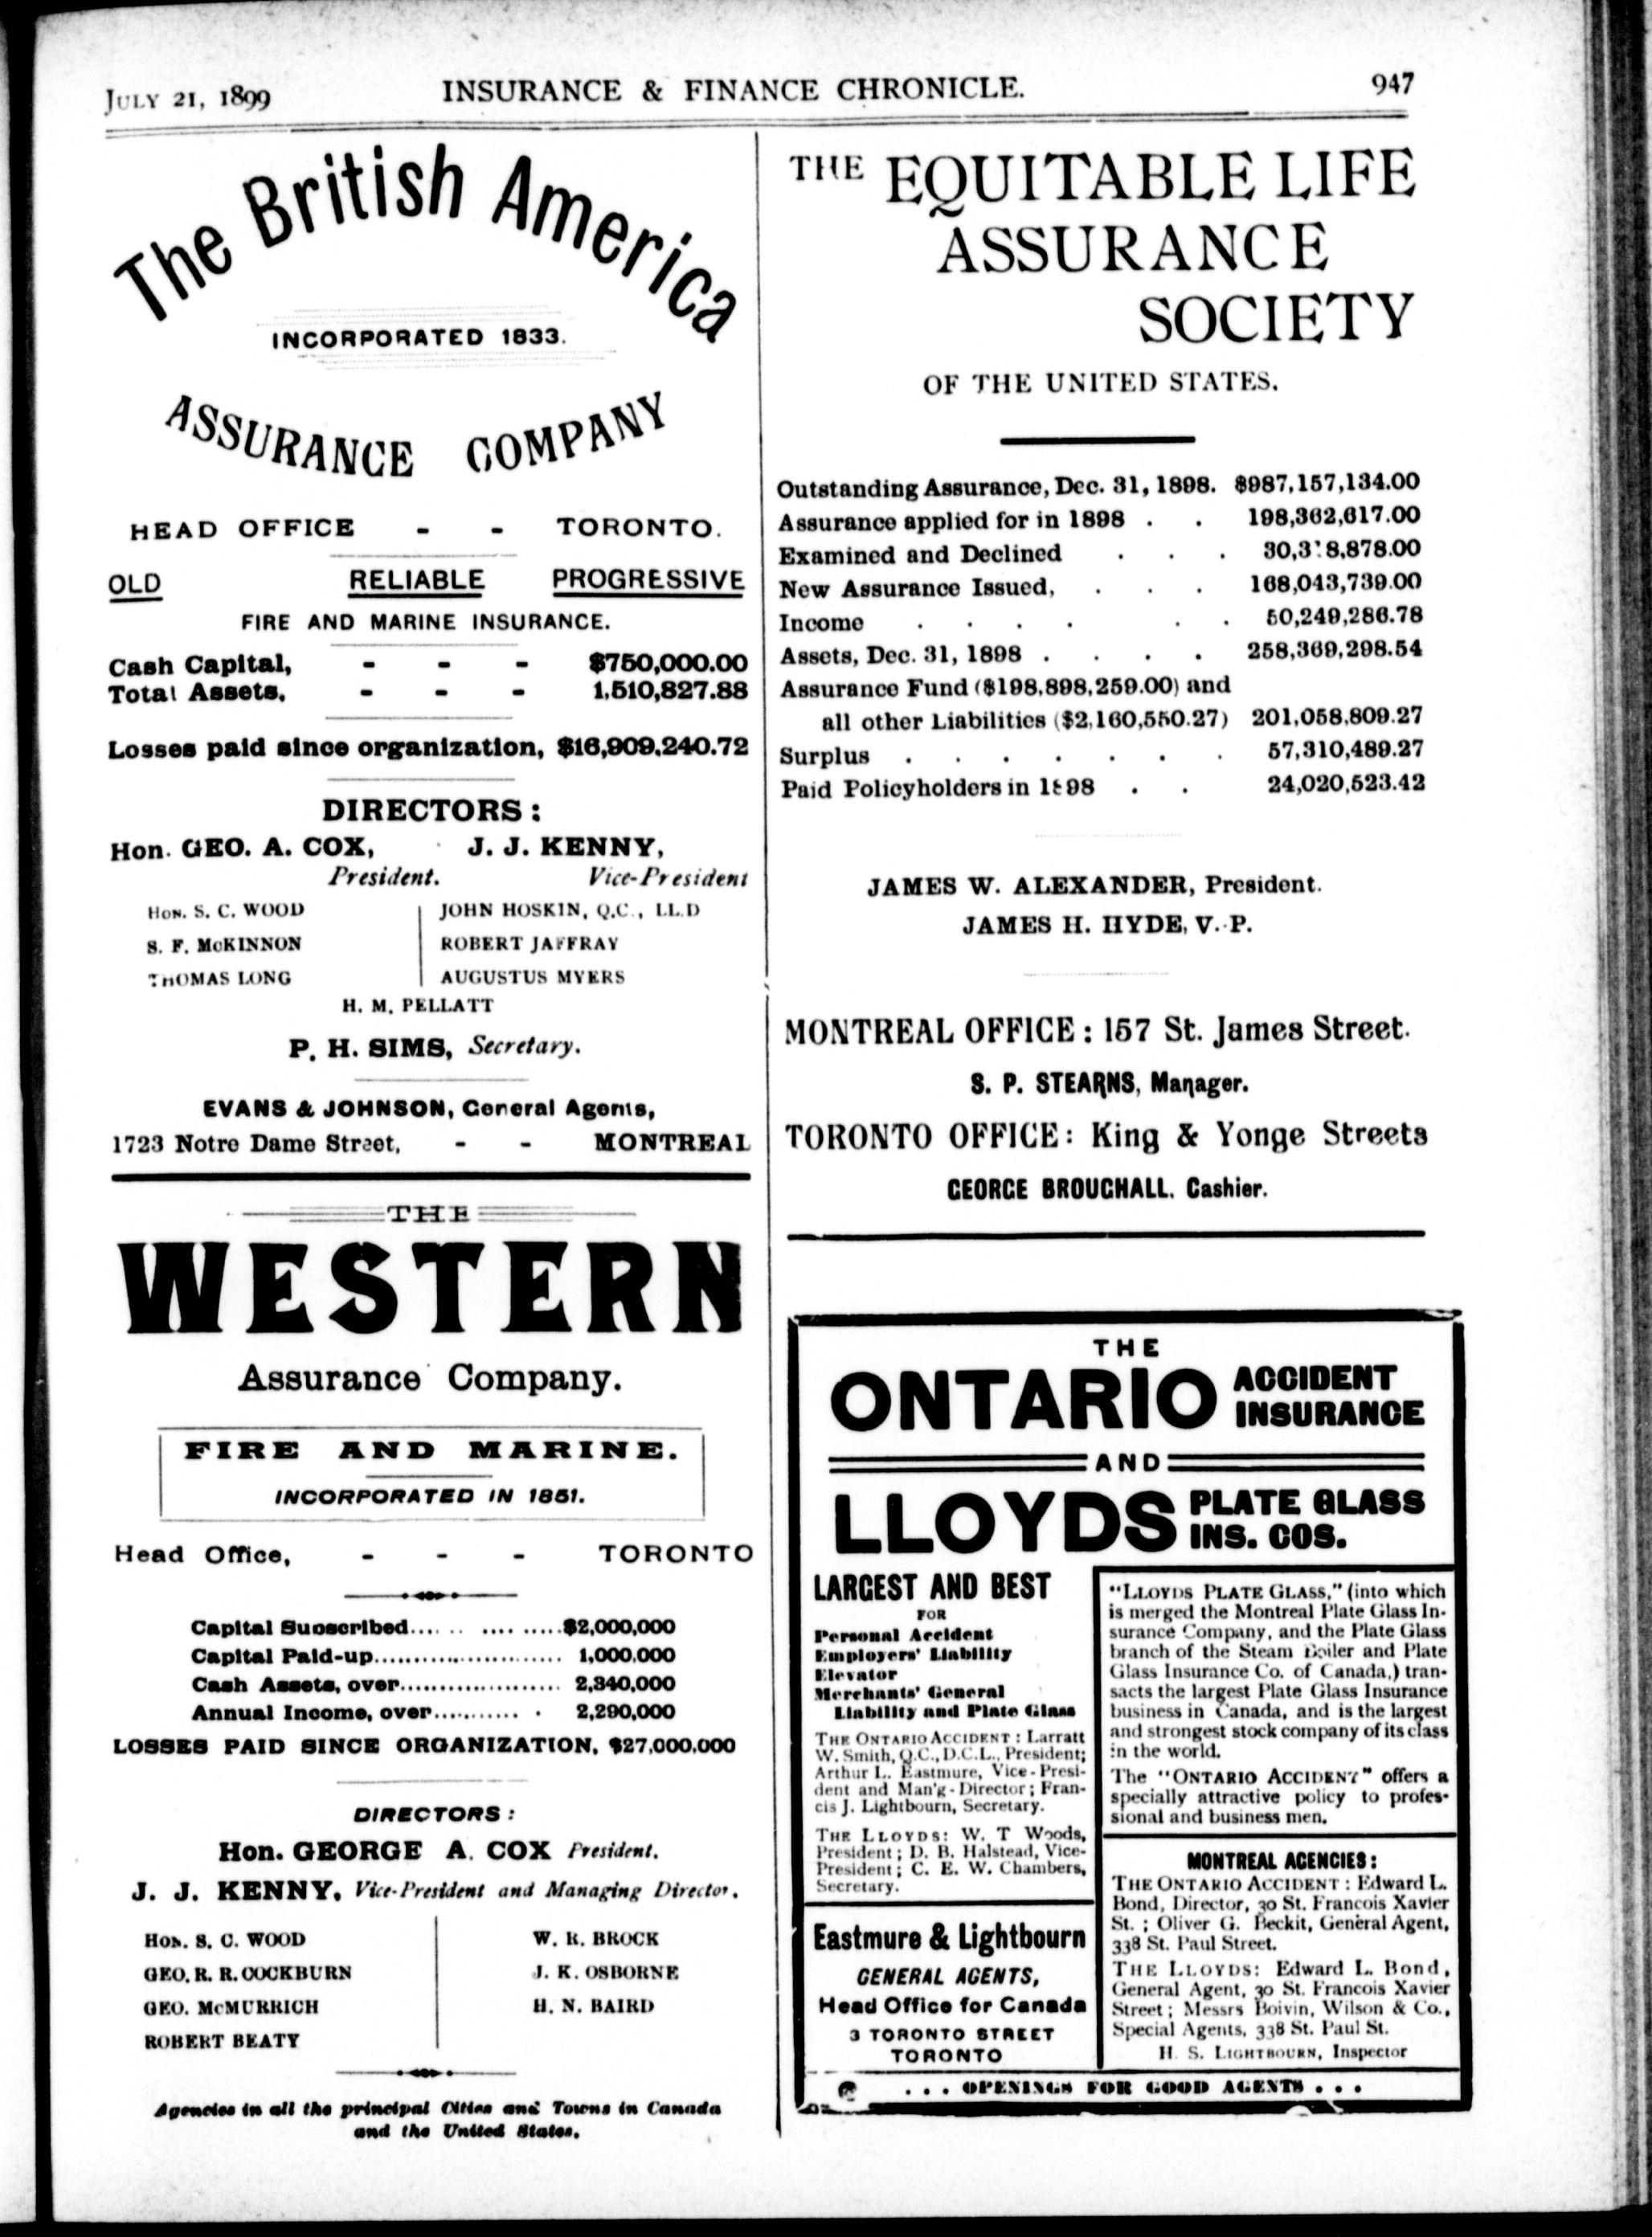 JULY 21, 1899 INSURANCE & FINANCE CHRONICLE. 947
The British America
INCORPORATED 1833.
ASSURANCE COMPANY
HEAD OFFICE - - TORONTO.
OLD RELIABLE PROGRESSIVE
FIRE AND MARINE INSURANCE.
Cash Capital, - - - $750,000.00
Total Assets, - - - 1,510,827.88
Losses paid since organization, $16,909,240.72
DIRECTORS:
Hon. GEO. A. COX, J. J. KENNY,
President. Vice-President
HON. S. C. WOOD JOHN HOSKIN, Q.C., LL.D
S. F. McKINNON ROBERT JAFFRAY
THOMAS LONG AUGUSTUS MYERS
H. M. PELLATT
P. H. SIMS, Secretary.
EVANS & JOHNSON, General Agents,
1723 Notre Dame Street, - - MONTREAL
THE
WESTERN
Assurance Company.
FIRE AND MARINE.
INCORPORATED IN 1851.
Head Office, - - - TORONTO
Capital Subscribed.... .. .... .....$2,000,000
Capital Paid-up........................ 1,000,000
Cash Assets, over..................... 2,340,000
Annual Income, over........... . 2,290,000
LOSSES PAID SINCE ORGANIZATION, $27,000,000
DIRECTORS:
Hon. GEORGE A. COX President.
J. J. KENNY, Vice-President and Managing Director.
HON. S. C. WOOD W. R. BROCK
GEO. R. R. COCKBURN J. K. OSBORNE
GEO. McMURRICH H. N. BAIRD
ROBERT BEATY
Agencies in all the principal Cities and Towns in Canada
and the United States.
THE EQUITABLE LIFE
ASSURANCE
SOCIETY
OF THE UNITED STATES.
Outstanding Assurance, Dec. 31, 1898. $987,157,134.00
Assurance applied for in 1898 . . 198,362,617.00
Examined and Declined . . . 30,318,878.00
New Assurance Issued, . . . 168,043,739.00
Income . . . . . . 50,249,286.78
Assets, Dec. 31, 1898 . . . . 258,369,298.54
Assurance Fund ($198,898,259.00) and
all other Liabilities ($2,160,550.27) 201,058,809.27
Surplus . . . . . . . 57,310,489.27
Paid Policyholders in 1898 . . 24,020,523.42
JAMES W. ALEXANDER, President.
JAMES H. HYDE, V.-P.
MONTREAL OFFICE: 157 St. James Street.
S. P. STEARNS, Manager.
TORONTO OFFICE: King & Yonge Streets
GEORGE BROUGHALL, Cashier.
THE
ONTARIO ACCIDENT
INSURANCE
AND
LLOYDS PLATE GLASS
INS. COS.
LARGEST AND BEST
FOR
Personal Accident
Employers' Liability
Elevator
Merchants' General
Liability and Plate Glass
THE ONTARIO ACCIDENT: Larratt
W. Smith, Q.C., D.C.L., President;
Arthur L. Eastmure, Vice-Presi-
dent and Man'g-Director; Fran-
cis J. Lightbourn, Secretary.
THE LLOYDS: W. T Woods,
President; D. B. Halstead, Vice-
President; C. E. W. Chambers,
Secretary.
Eastmure & Lightbourn
GENERAL AGENTS,
Head Office for Canada
3 TORONTO STREET
TORONTO
"LLOYDS PLATE GLASS," (into which
is merged the Montreal Plate Glass In-
surance Company, and the Plate Glass
branch of the Steam Boiler and Plate
Glass Insurance Co. of Canada,) tran-
sacts the largest Plate Glass Insurance
business in Canada, and is the largest
and strongest stock company of its class
in the world.
The "ONTARIO ACCIDENT" offers a
specially attractive policy to profes-
sional and business men.
MONTREAL AGENCIES:
THE ONTARIO ACCIDENT: Edward L.
Bond, Director, 30 St. Francois Xavier
St.; Oliver G. Beckit, General Agent,
338 St. Paul Street.
THE LLOYDS: Edward L. Bond,
General Agent, 30 St. Francois Xavier
Street; Messrs Boivin, Wilson & Co.,
Special Agents, 338 St. Paul St.
H. S. LIGHTBOURN, Inspector
. . . OPENINGS FOR GOOD AGENTS . . .